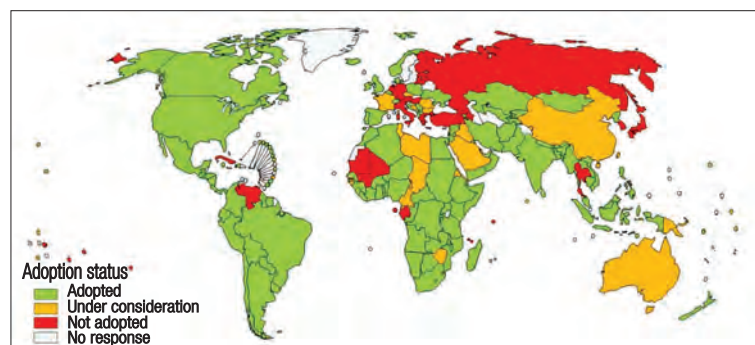 Adoption status
Adopted
Under consideration
Not adopted
No response